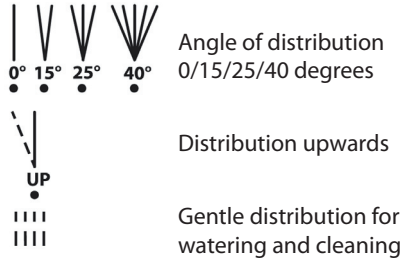 0° 15° 25° 40°
Angle of distribution
0/15/25/40 degrees
UP
Distribution upwards
Gentle distribution for
watering and cleaning